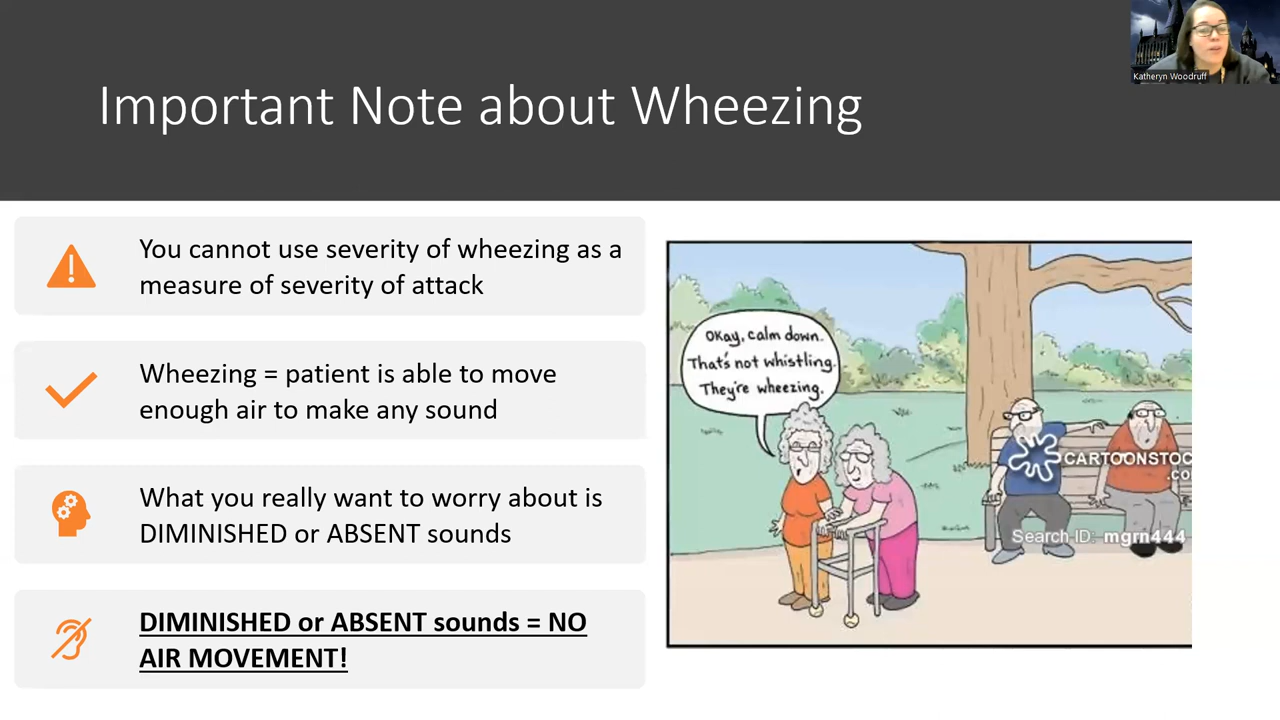 Katheryn Woodruff
Important Note about Wheezing
You cannot use severity of wheezing as a
measure of severity of attack
Wheezing = patient is able to move
enough air to make any sound
What you really want to worry about is
DIMINISHED or ABSENT sounds
DIMINISHED or ABSENT sounds = NO
AIR MOVEMENT!
Okay, calm down.
That's not whistling.
They're wheezing.
CARTOONSTOC
.co
Search ID: mgrn444